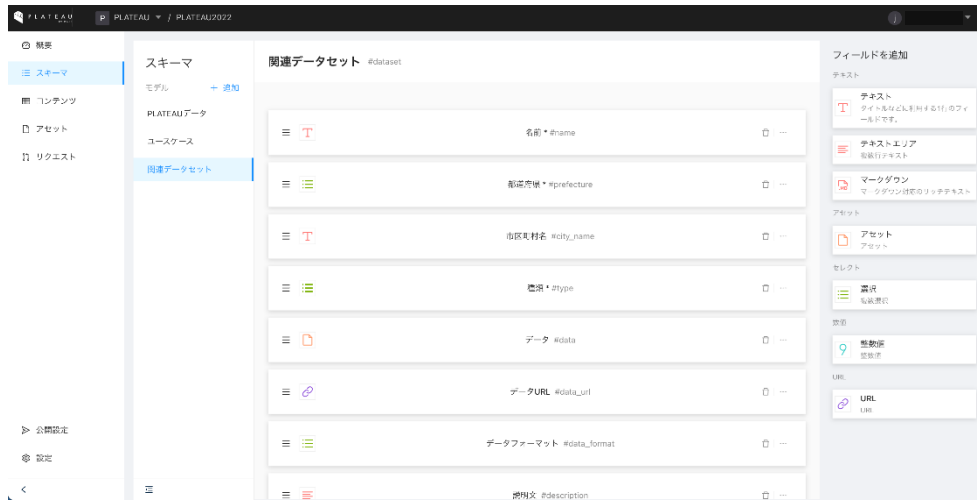 PLATEAU
P PLATEAU / PLATEAU2022
j
概要
スキーマ
コンテンツ
アセット
リクエスト
公開設定
設定
スキーマ
モデル
+ 追加
PLATEAUデータ
ユースケース
関連データセット
関連データセット #dataset
名前 * #name
都道府県 * #prefecture
市区町村名 #city_name
種類 * #type
データ #data
データURL #data_url
データフォーマット #data_format
説明文 #description
フィールドを追加
テキスト
テキスト
タイトルなどに利用する1行のフィ
ールドです。
テキストエリア
複数行テキスト
マークダウン
マークダウン対応のリッチテキスト
アセット
アセット
アセット
セレクト
選択
複数選択
数値
整数値
整数値
URL
URL
URL